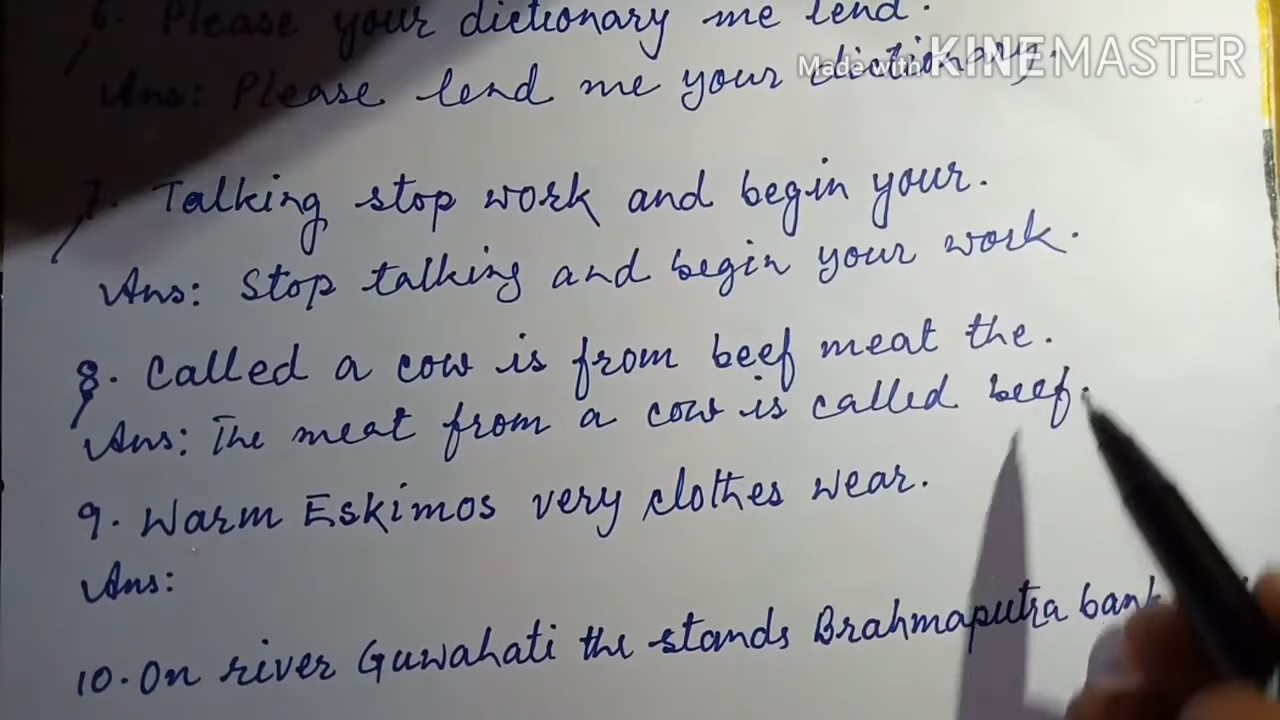 6. Please your dictionary me lend.
Made with KINEMASTER
Ans: Please lend me your dictionary.
7. Talking stop work and begin your.
Ans: Stop talking and begin your work.
8. Called a cow is from beef meat the.
Ans: The meat from a cow is called beef.
9. Warm Eskimos very clothes wear.
Ans:
10. On river Guwahati the stands Brahmaputra bank